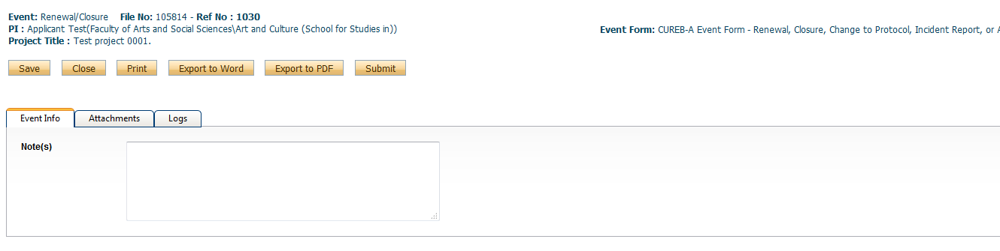 Event: Renewal/Closure File No: 105814 - Ref No : 1030
PI : Applicant Test(Faculty of Arts and Social Sciences\Art and Culture (School for Studies in))
Event Form: CUREB-A Event Form - Renewal, Closure, Change to Protocol, Incident Report, or A
Project Title : Test project 0001.
Save Close Print Export to Word Export to PDF Submit
Event Info Attachments Logs
Note(s)